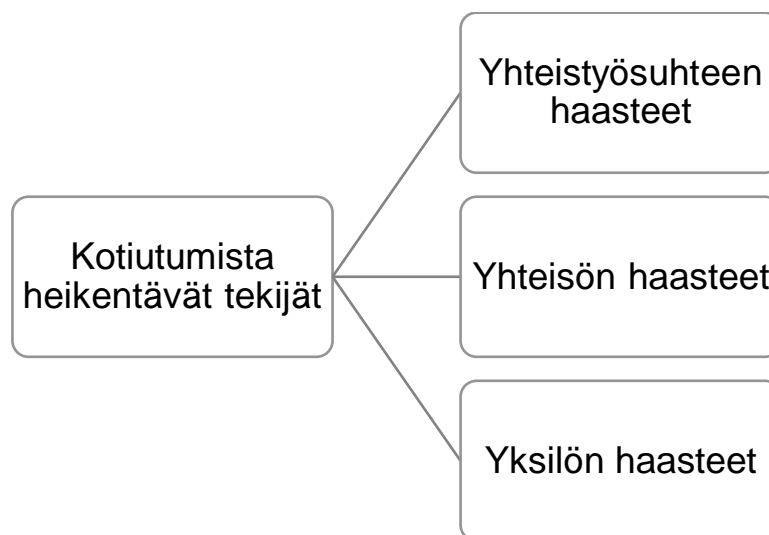 Yhteistyösuhteen
haasteet
Kotiutumista
heikentävät tekijät
Yhteisön haasteet
Yksilön haasteet